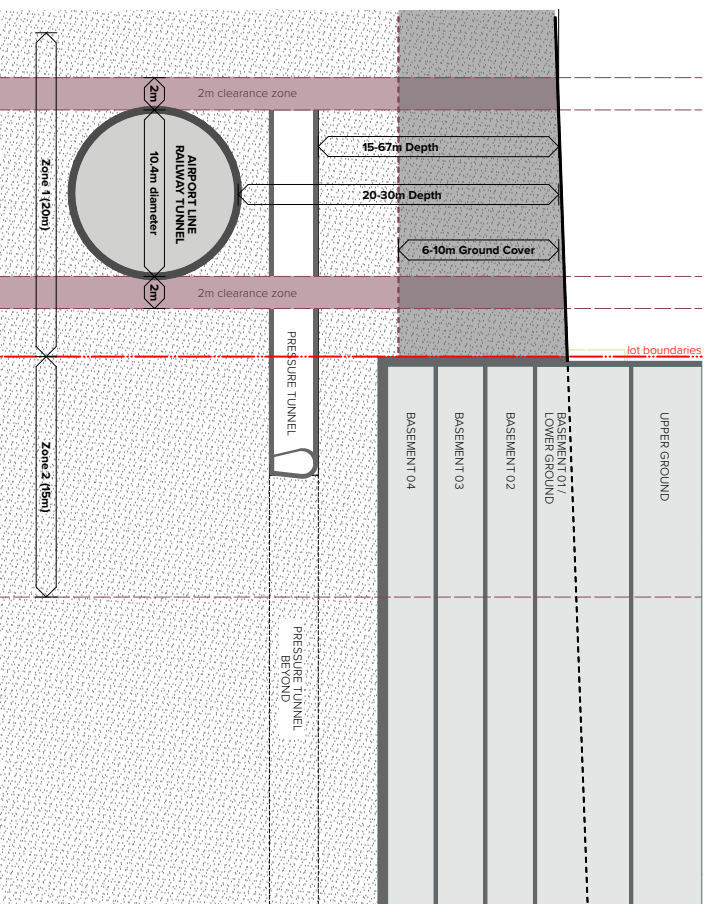 2m clearance zone
2m
15-67m Depth
AIRPORT LINE
RAILWAY TUNNEL
10.4m diameter
20-30m Depth
Zone 1 (20m)
6-10m Ground Cover
2m clearance zone
2m
lot boundaries
PRESSURE TUNNEL
BASEMENT 04
BASEMENT 03
BASEMENT 02
BASEMENT 01/
LOWER GROUND
UPPER GROUND
Zone 2 (15m)
PRESSURE TUNNEL
BEYOND